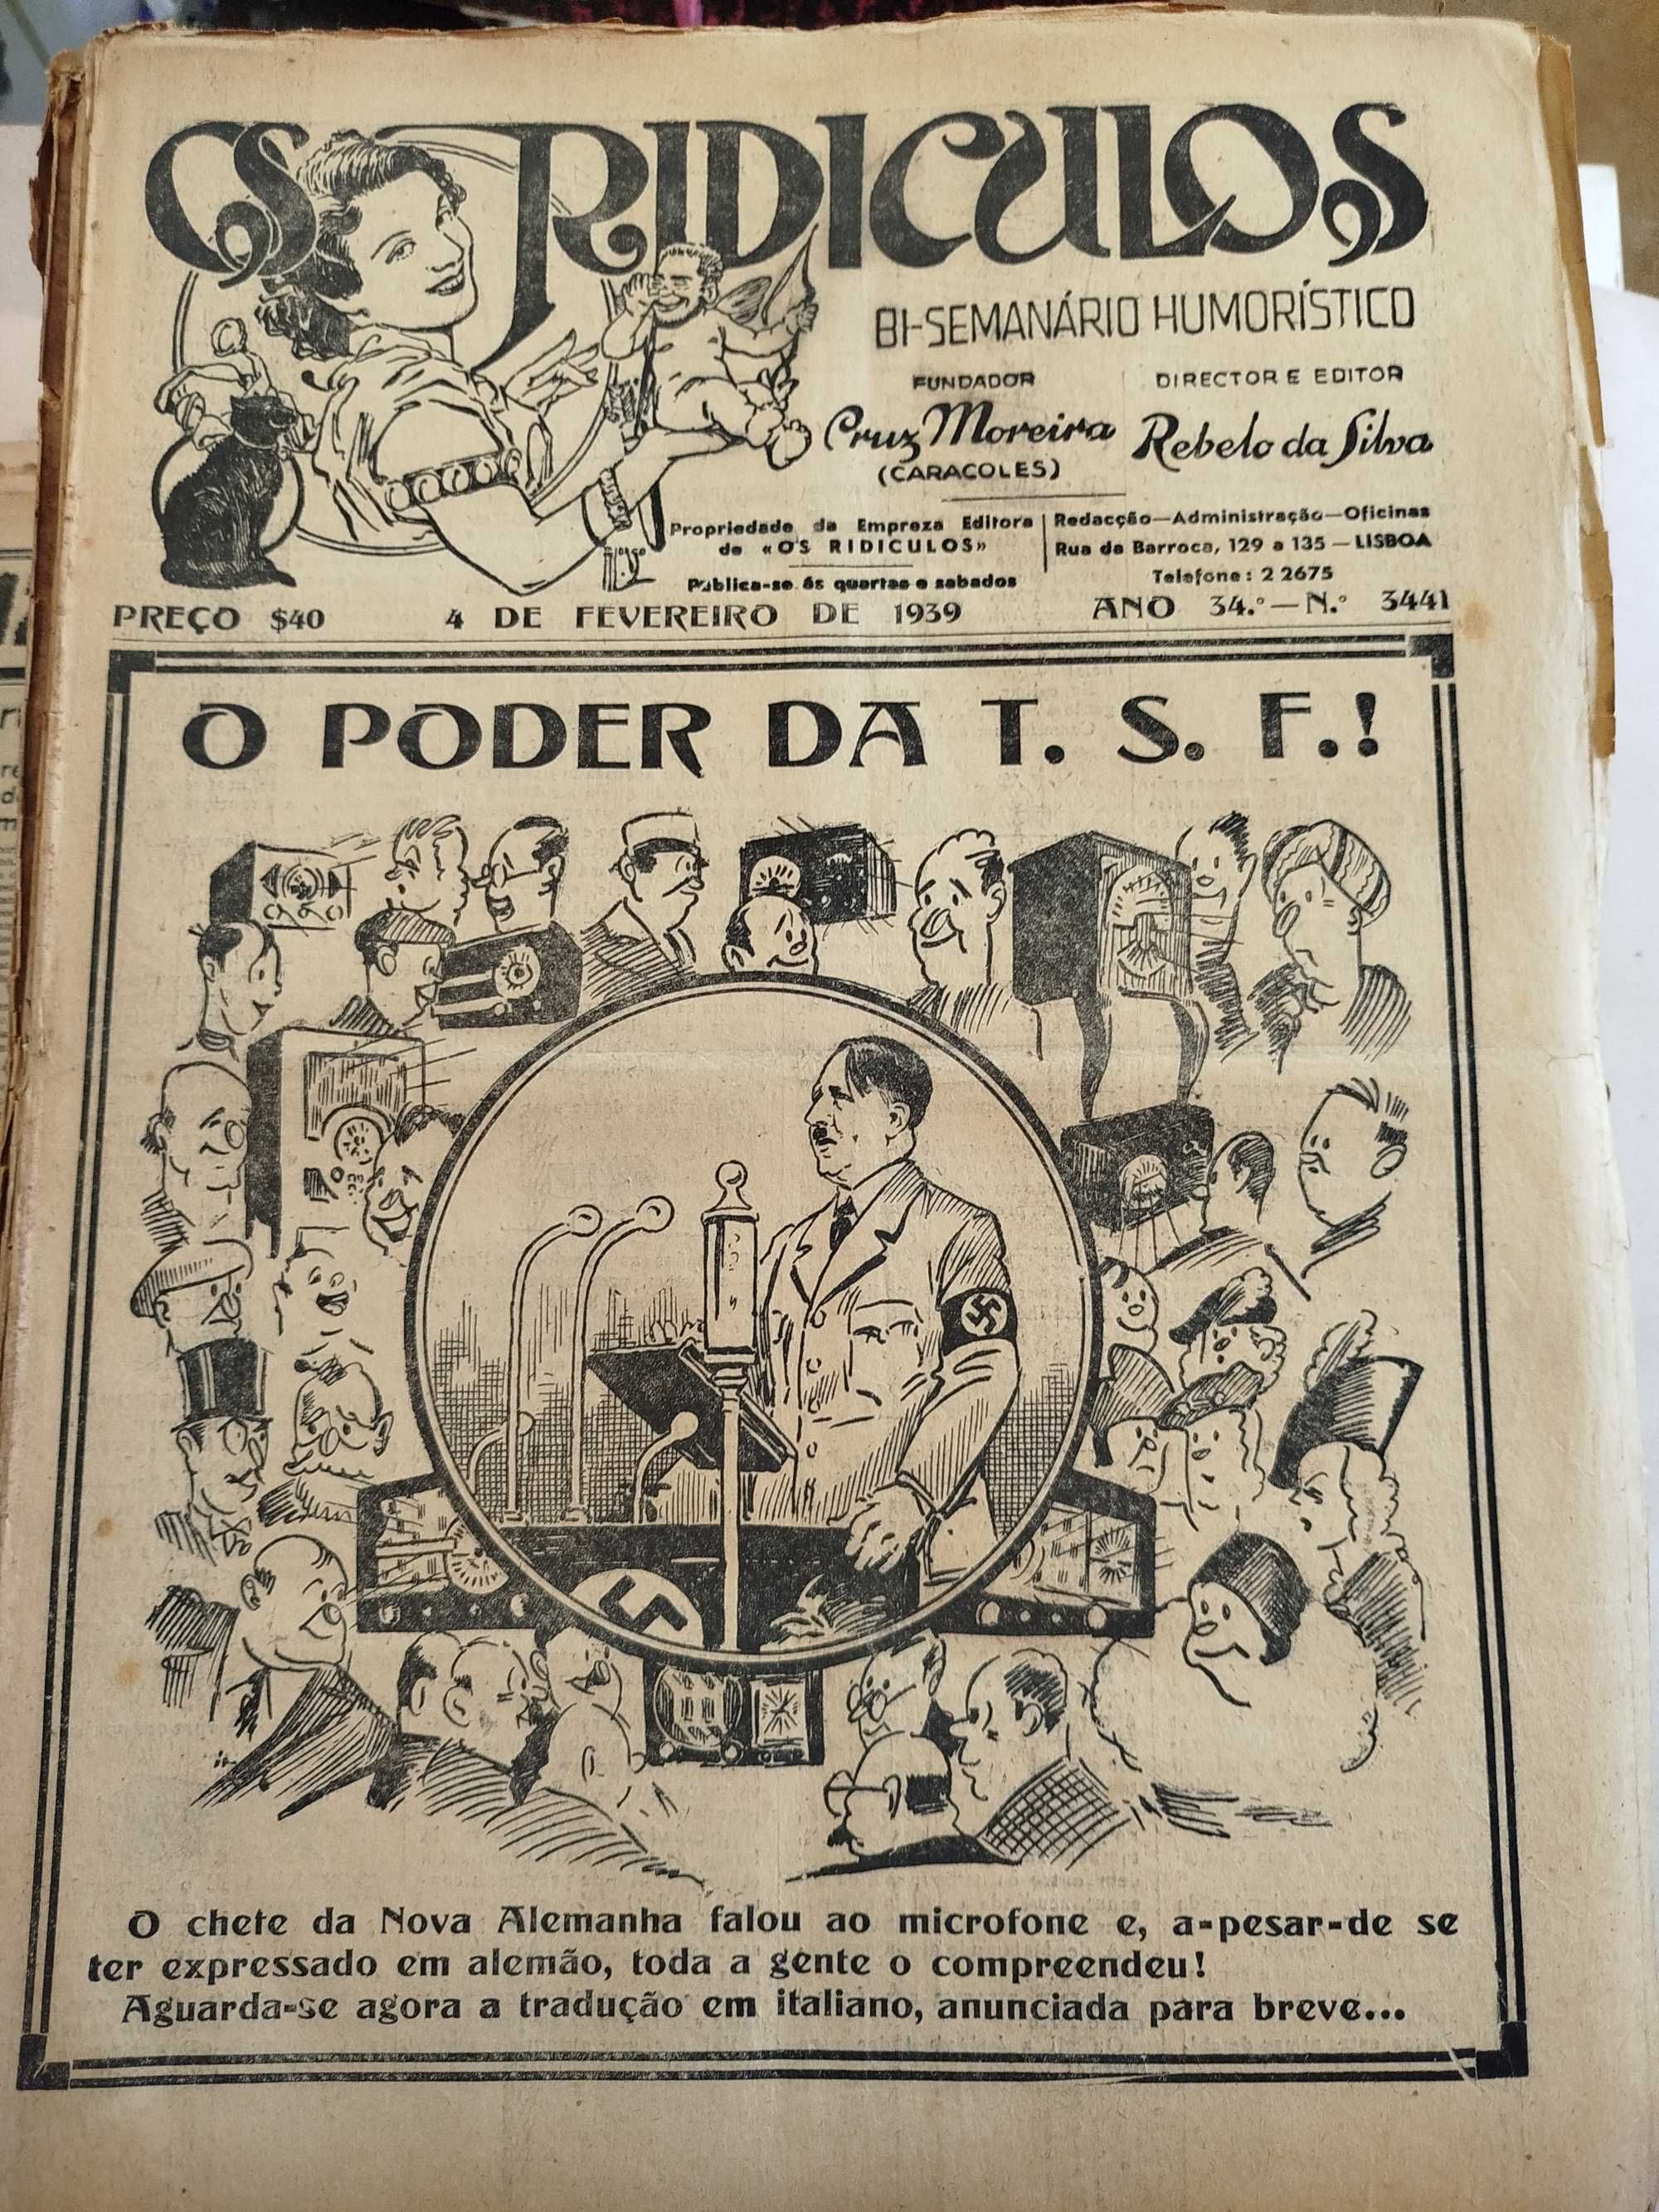 OS RIDICULOS
BI-SEMANÁRIO HUMORÍSTICO
FUNDADOR
Cruz Moreira
(CARACOLES)
DIRECTOR E EDITOR
Rebelo da Silva
Propriedade da Empreza Editora
de «OS RIDICULOS»
Publica-se ás quartas e sabados
Redacção—Administração—Oficinas
Rua da Barroca, 129 a 135 — LISBOA
Telefone: 2 2675
PREÇO $40
4 DE FEVEREIRO DE 1939
ANO 34.º — N.º 3441
O PODER DA T. S. F.!
O chefe da Nova Alemanha falou ao microfone e, a-pesar-de se
ter expressado em alemão, toda a gente o compreendeu!
Aguarda-se agora a tradução em italiano, anunciada para breve...